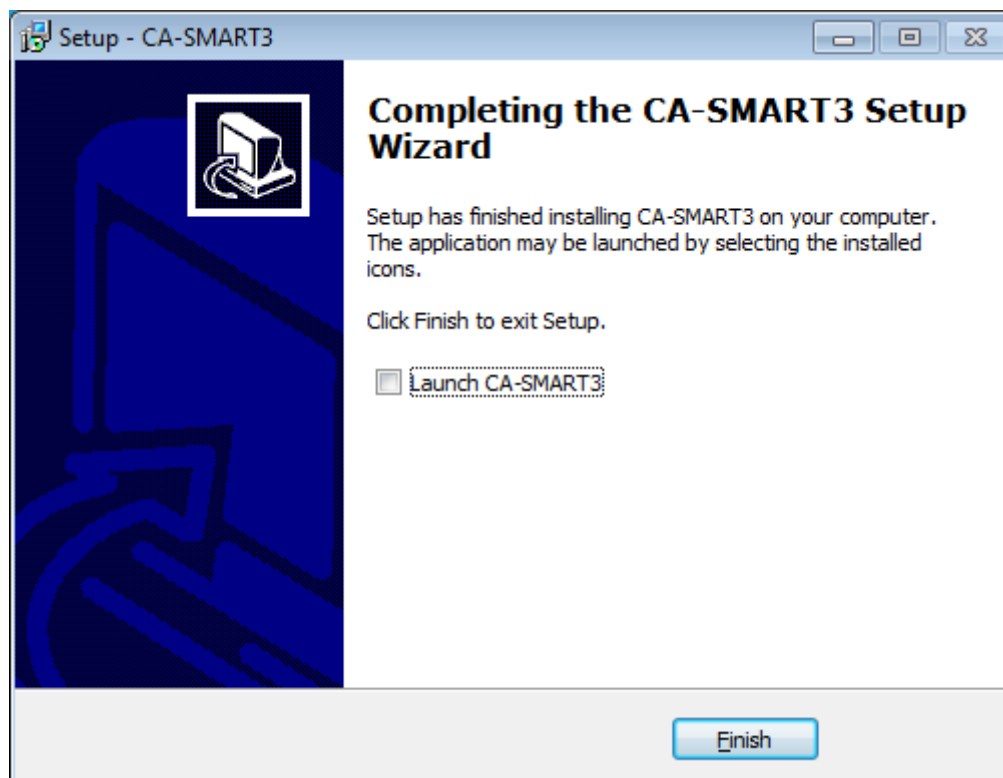 Setup - CA-SMART3
Completing the CA-SMART3 Setup
Wizard
Setup has finished installing CA-SMART3 on your computer.
The application may be launched by selecting the installed
icons.
Click Finish to exit Setup.
Launch CA-SMART3
Finish